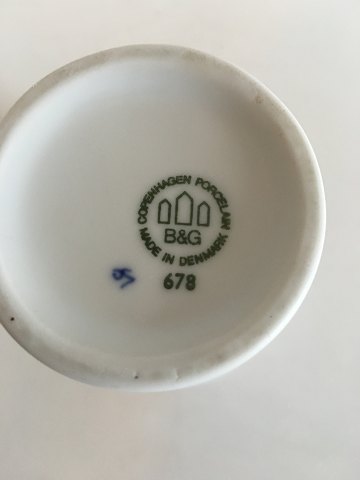 COPENHAGEN PORCELAIN
B&G
MADE IN DENMARK
678